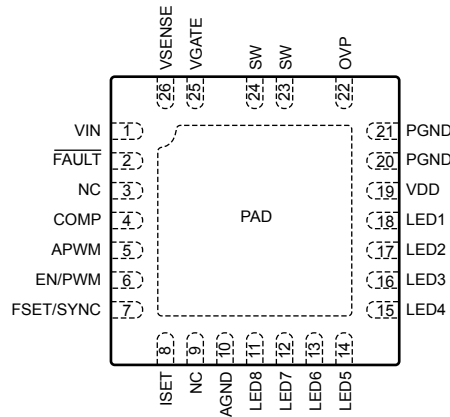 VSENSE
VGATE
SW
SW
OVP
26
25
24
23
22
VIN 1
FAULT 2
NC 3
COMP 4
APWM 5
EN/PWM 6
FSET/SYNC 7
PAD
21 PGND
20 PGND
19 VDD
18 LED1
17 LED2
16 LED3
15 LED4
8
9
10
11
12
13
14
ISET
NC
AGND
LED8
LED7
LED6
LED5